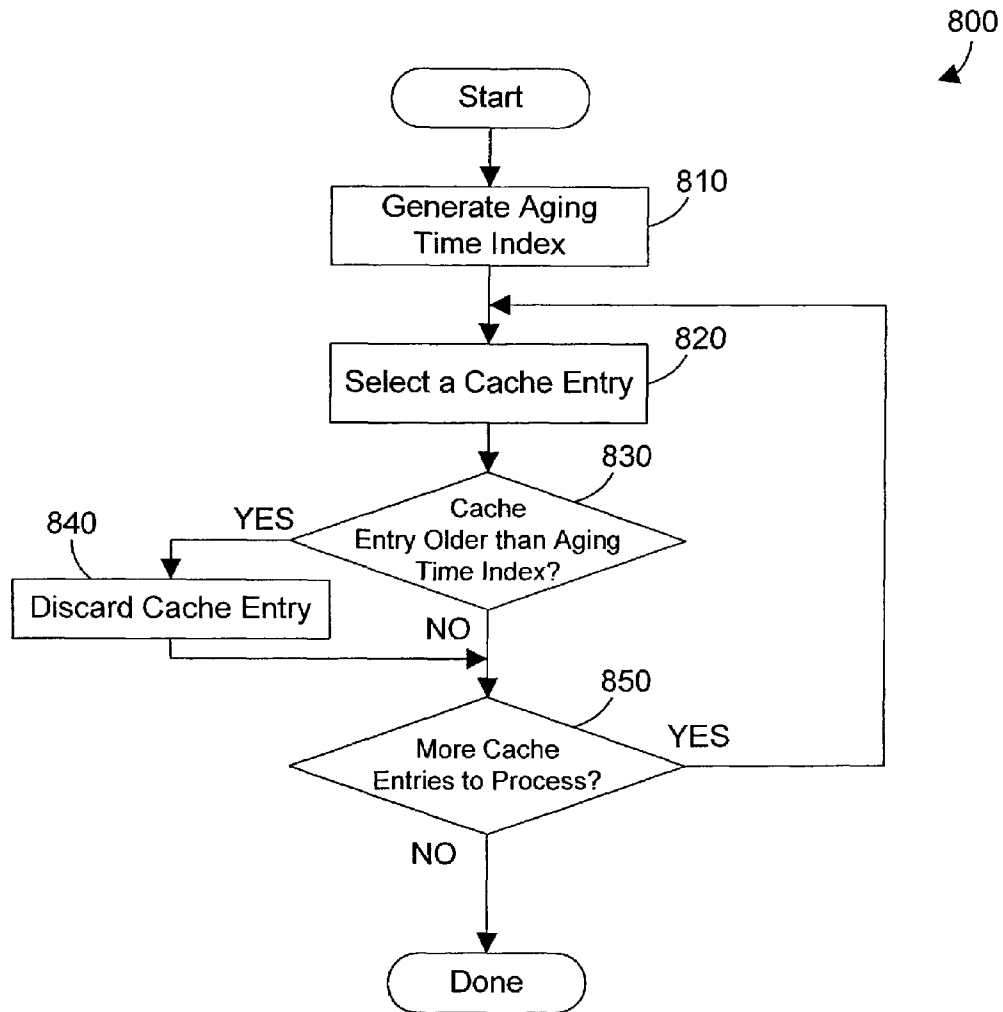 800
Start
810
Generate Aging
Time Index
820
Select a Cache Entry
830
Cache
Entry Older than Aging
Time Index?
YES
840
Discard Cache Entry
NO
850
More Cache
Entries to Process?
YES
NO
Done